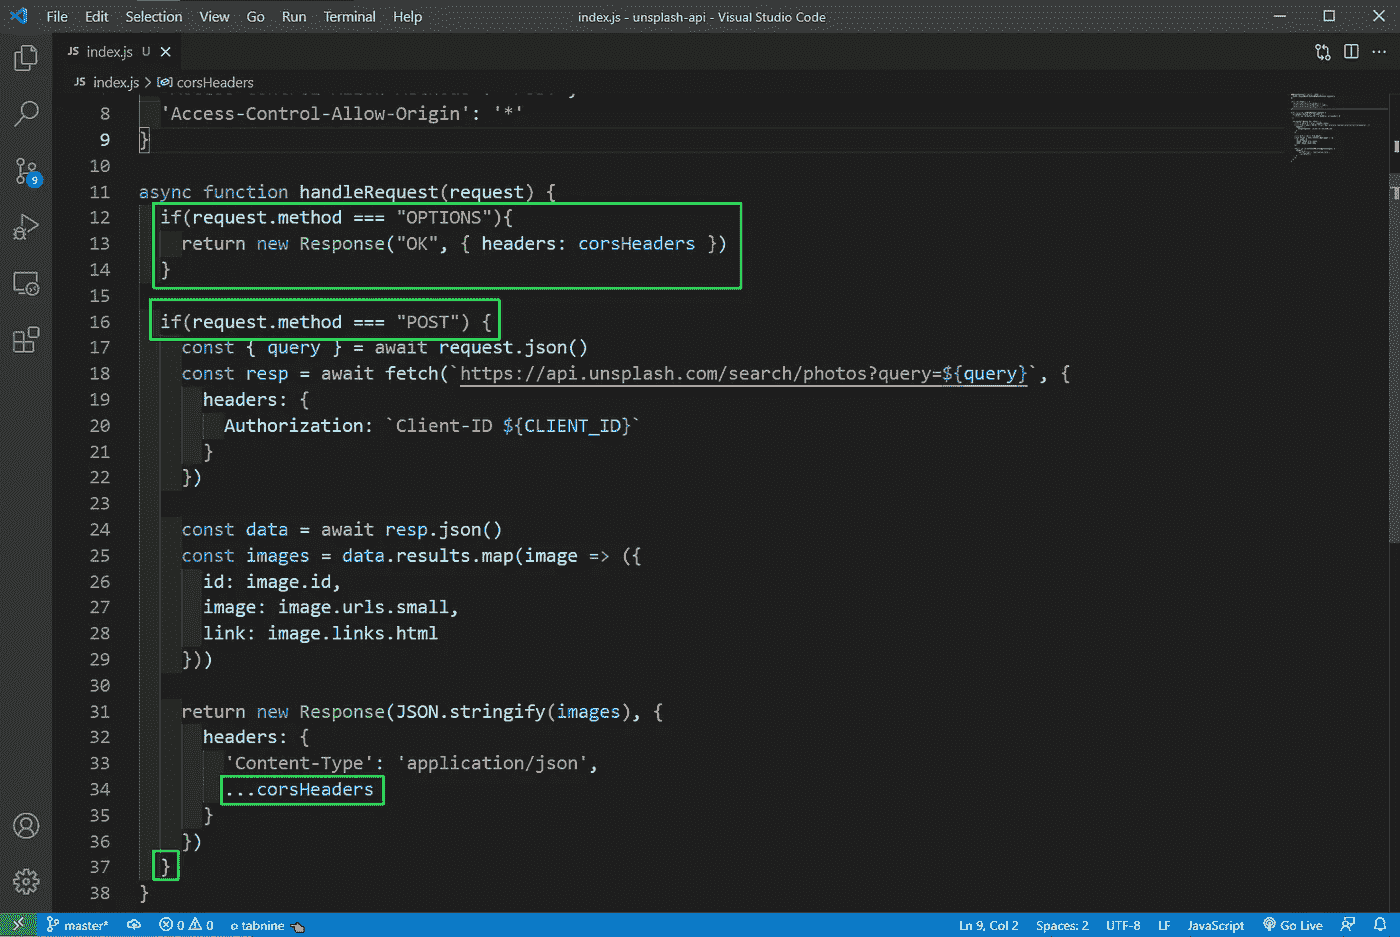 File Edit Selection View Go Run Terminal Help index.js - unsplash-api - Visual Studio Code
JS index.js U
JS index.js > corsHeaders
8 'Access-Control-Allow-Origin': '*'
9 }
10
11 async function handleRequest(request) {
12 if(request.method === "OPTIONS"){
13 return new Response("OK", { headers: corsHeaders })
14 }
15
16 if(request.method === "POST") {
17 const { query } = await request.json()
18 const resp = await fetch(`https://api.unsplash.com/search/photos?query=${query}`, {
19 headers: {
20 Authorization: `Client-ID ${CLIENT_ID}`
21 }
22 })
23
24 const data = await resp.json()
25 const images = data.results.map(image => ({
26 id: image.id,
27 image: image.urls.small,
28 link: image.links.html
29 }))
30
31 return new Response(JSON.stringify(images), {
32 headers: {
33 'Content-Type': 'application/json',
34 ...corsHeaders
35 }
36 })
37 }
38 }
9
master* 0 0 tabnine Ln 9, Col 2 Spaces: 2 UTF-8 LF JavaScript Go Live